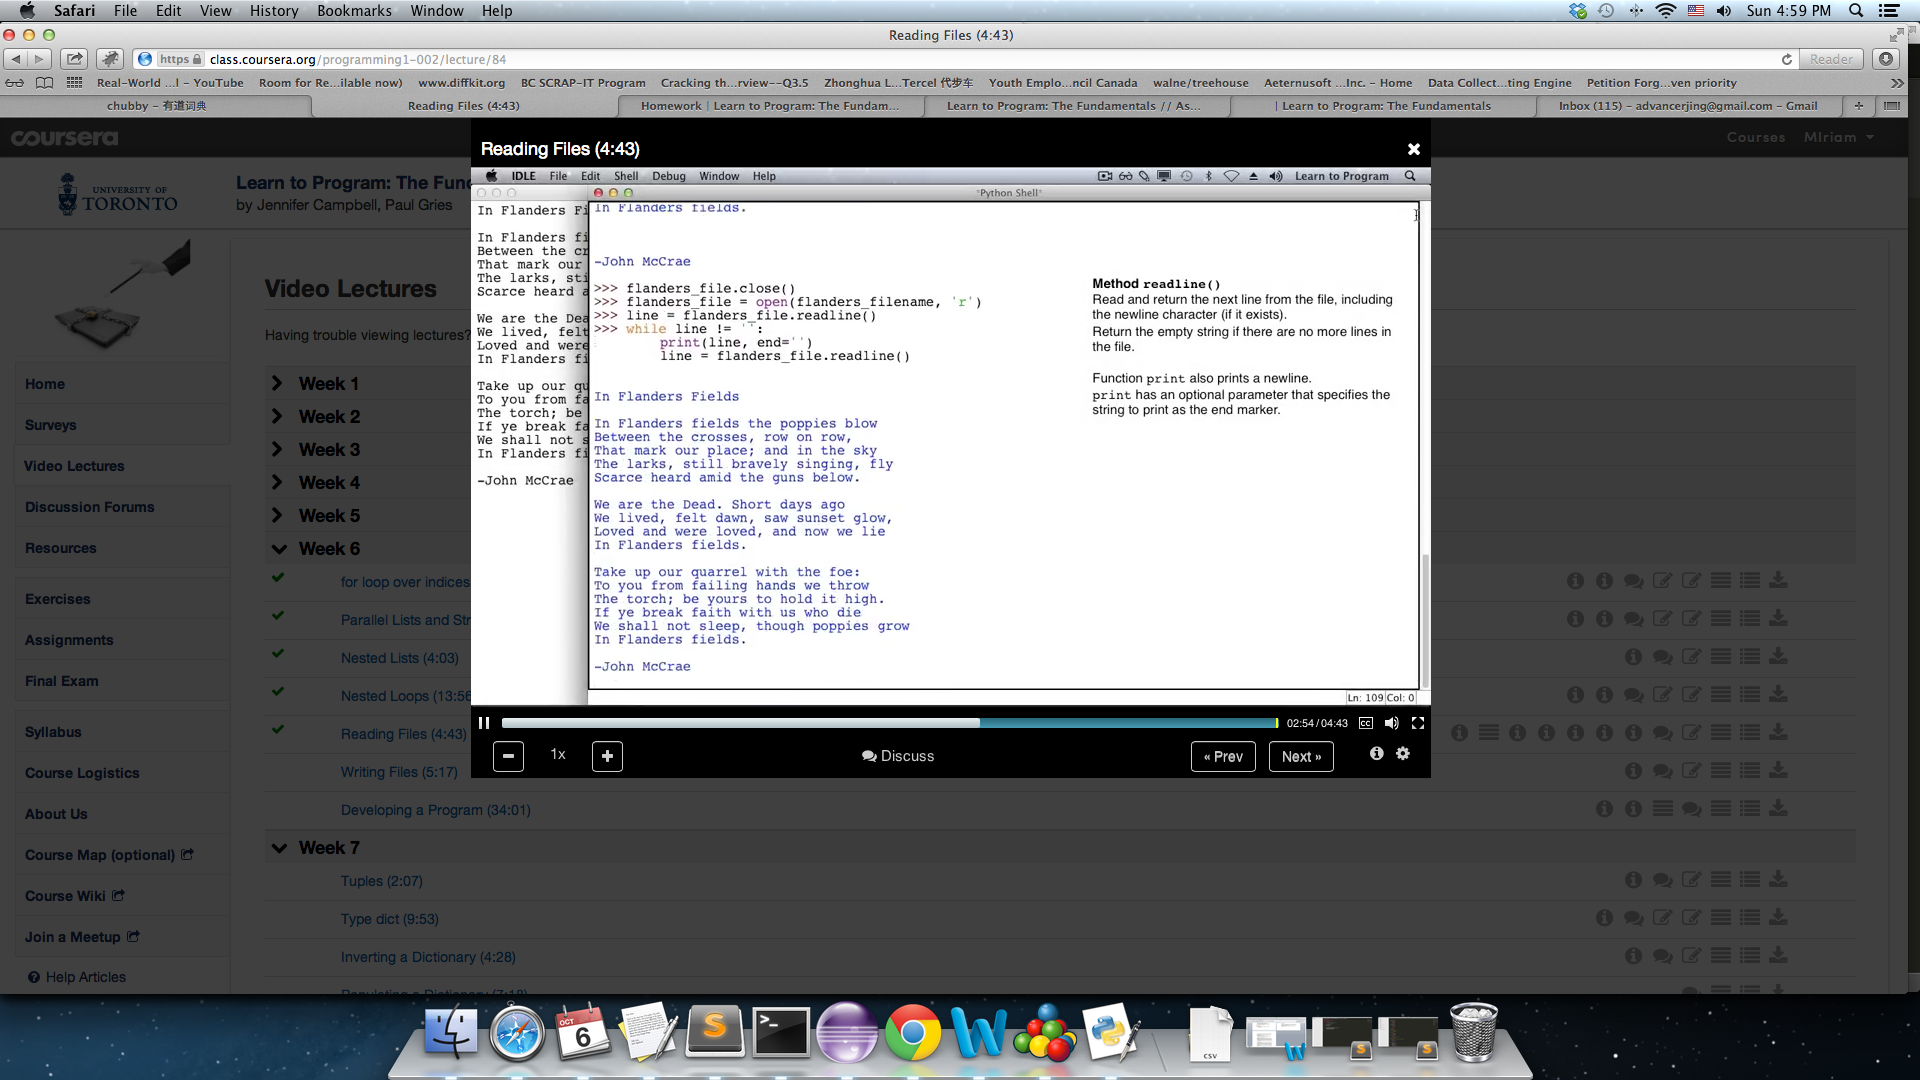 Safari File Edit View History Bookmarks Window Help Sun 4:59 PM
Reading Files (4:43)
https class.coursera.org/programming1-002/lecture/84 Reader
Real-World ...l - YouTube Room for Re...ilable now) www.diffkit.org BC SCRAP-IT Program Cracking th...rview--Q3.5 Zhonghua L...Tercel 代步车 Youth Emplo...ncil Canada walne/treehouse Aeternusoft ...Inc. - Home Data Collect...ting Engine Petition Forg...ven priority
chubby - 有道词典 Reading Files (4:43) Homework | Learn to Program: The Fundam... Learn to Program: The Fundamentals // As... | Learn to Program: The Fundamentals Inbox (115) - advancerjing@gmail.com - Gmail
coursera Courses MIriam
UNIVERSITY OF TORONTO
Learn to Program: The Fun
by Jennifer Campbell, Paul Gries
Home
Surveys
Video Lectures
Discussion Forums
Resources
Exercises
Assignments
Final Exam
Syllabus
Course Logistics
About Us
Course Map (optional)
Course Wiki
Join a Meetup
Help Articles
Video Lectures
Having trouble viewing lectures?
Week 1
Week 2
Week 3
Week 4
Week 5
Week 6
for loop over indices
Parallel Lists and Str
Nested Lists (4:03)
Nested Loops (13:56
Reading Files (4:43)
Writing Files (5:17)
Developing a Program (34:01)
Week 7
Tuples (2:07)
Type dict (9:53)
Inverting a Dictionary (4:28)
Populating a Dictionary (7:18)
Reading Files (4:43)
IDLE File Edit Shell Debug Window Help Learn to Program
*Python Shell*
In Flanders Fi
In Flanders fi
Between the cr
That mark our
The larks, sti
Scarce heard a
We are the Dea
We lived, felt
Loved and were
In Flanders fi
Take up our qu
To you from fa
The torch; be
If ye break fa
We shall not s
In Flanders fi
-John McCrae
In Flanders fields.
-John McCrae
>>> flanders_file.close()
>>> flanders_file = open(flanders_filename, 'r')
>>> line = flanders_file.readline()
>>> while line != '':
print(line, end='')
line = flanders_file.readline()
In Flanders Fields
In Flanders fields the poppies blow
Between the crosses, row on row,
That mark our place; and in the sky
The larks, still bravely singing, fly
Scarce heard amid the guns below.
We are the Dead. Short days ago
We lived, felt dawn, saw sunset glow,
Loved and were loved, and now we lie
In Flanders fields.
Take up our quarrel with the foe:
To you from failing hands we throw
The torch; be yours to hold it high.
If ye break faith with us who die
We shall not sleep, though poppies grow
In Flanders fields.
-John McCrae
Method readline()
Read and return the next line from the file, including
the newline character (if it exists).
Return the empty string if there are no more lines in
the file.
Function print also prints a newline.
print has an optional parameter that specifies the
string to print as the end marker.
Ln: 109 Col: 0
02:54 / 04:43 CC
1x Discuss « Prev Next »
OCT
6
CSV